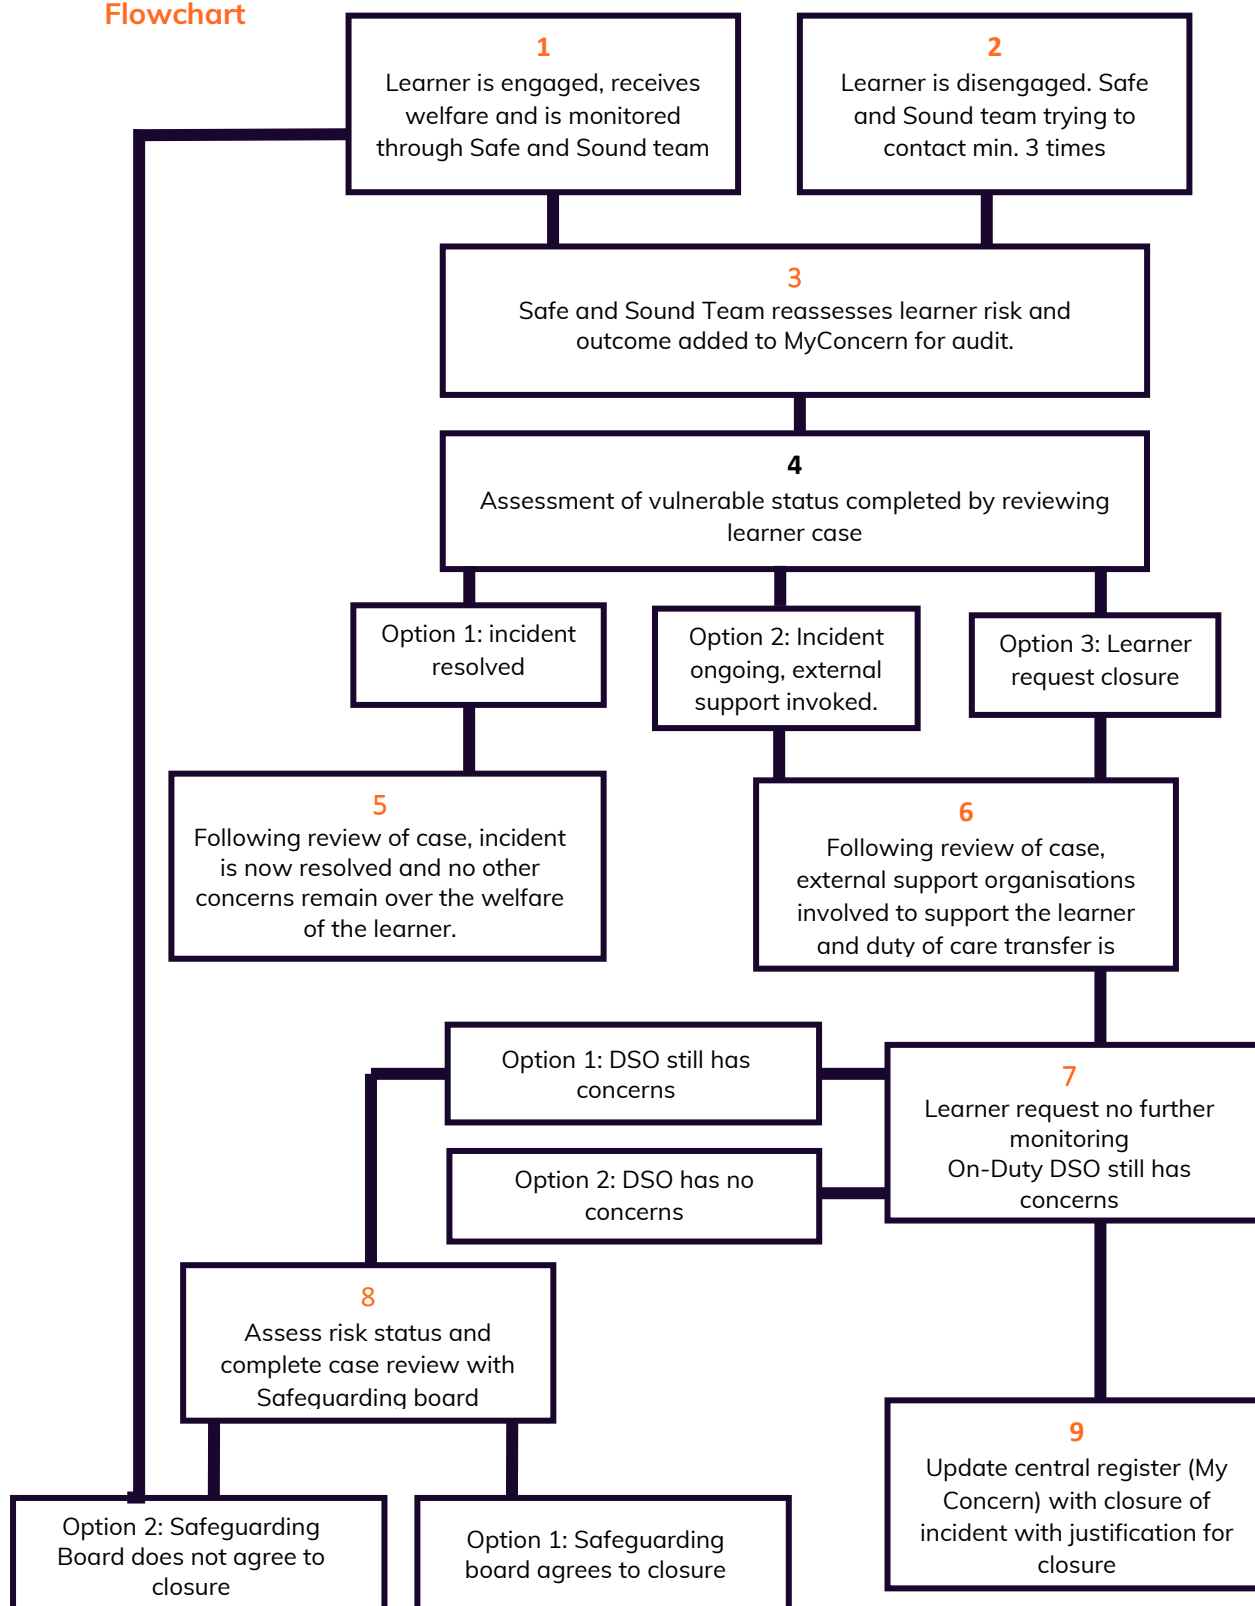 Flowchart
1
Learner is engaged, receives
welfare and is monitored
through Safe and Sound team
2
Learner is disengaged. Safe
and Sound team trying to
contact min. 3 times
3
Safe and Sound Team reassesses learner risk and
outcome added to MyConcern for audit.
4
Assessment of vulnerable status completed by reviewing
learner case
Option 1: incident
resolved
Option 2: Incident
ongoing, external
support invoked.
Option 3: Learner
request closure
5
Following review of case, incident
is now resolved and no other
concerns remain over the welfare
of the learner.
6
Following review of case,
external support organisations
involved to support the learner
and duty of care transfer is
Option 1: DSO still has
concerns
7
Learner request no further
monitoring
On-Duty DSO still has
concerns
Option 2: DSO has no
concerns
8
Assess risk status and
complete case review with
Safeguarding board
9
Update central register (My
Concern) with closure of
incident with justification for
closure
Option 2: Safeguarding
Board does not agree to
closure
Option 1: Safeguarding
board agrees to closure